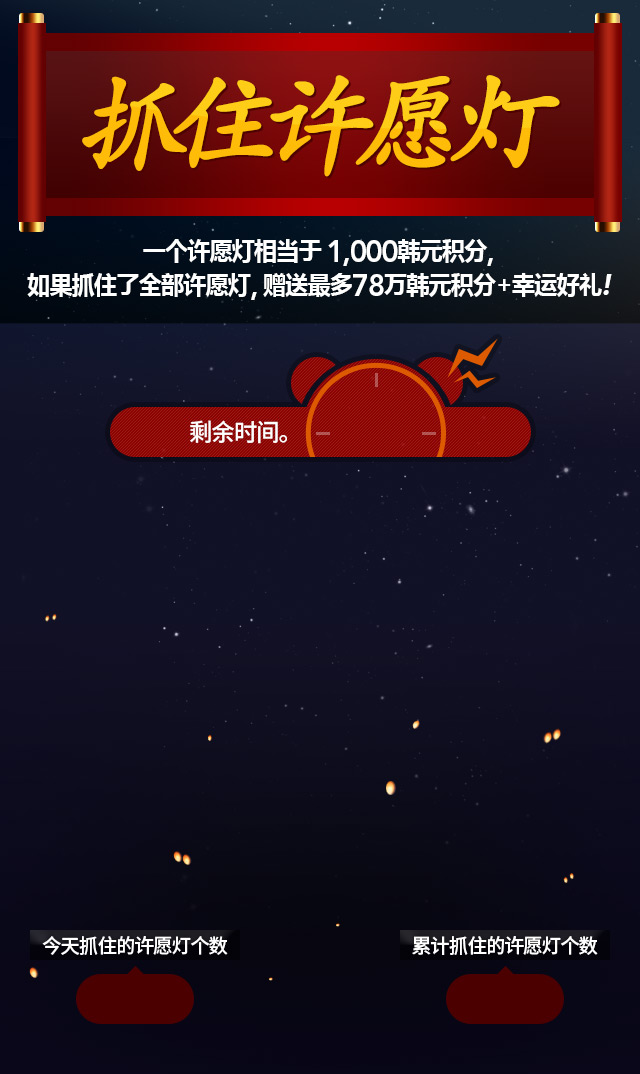 抓住许愿灯
一个许愿灯相当于 1,000韩元积分,
如果抓住了全部许愿灯, 赠送最多78万韩元积分+幸运好礼!
剩余时间。
今天抓住的许愿灯个数
累计抓住的许愿灯个数